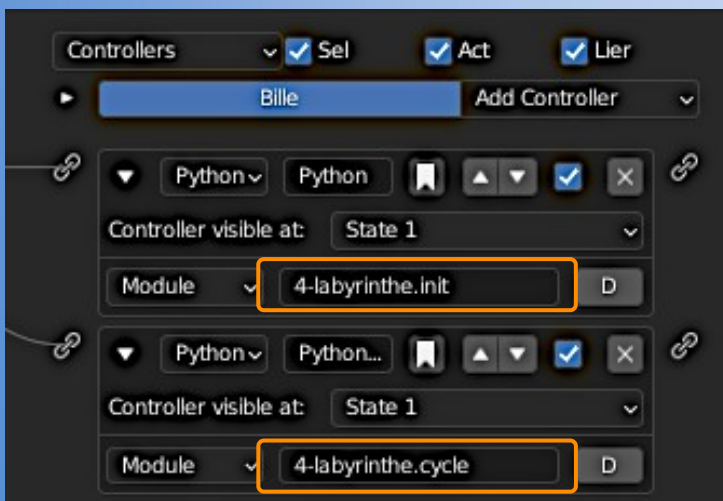 Controllers Sel Act Lier
Bille Add Controller
Python Python
Controller visible at: State 1
Module 4-labyrinthe.init D
Python Python...
Controller visible at: State 1
Module 4-labyrinthe.cycle D